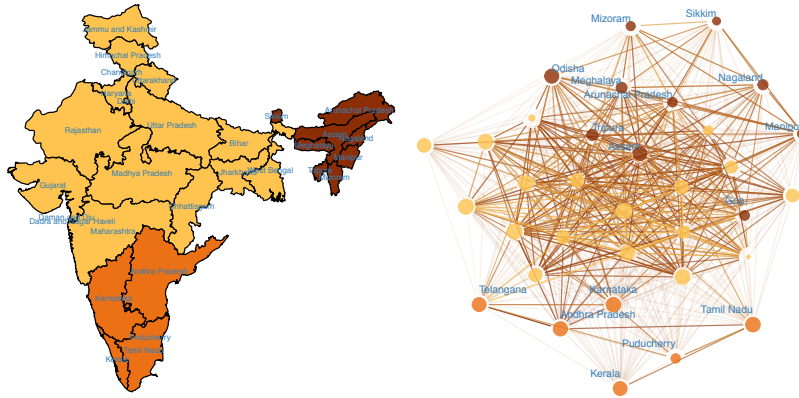 Jammu and Kashmir
Himachal Pradesh
Chandigarh
Uttarakhand
Haryana
Delhi
Rajasthan
Uttar Pradesh
Bihar
Sikkim
Arunachal Pradesh
Assam
Nagaland
Meghalaya
Manipur
Tripura
Mizoram
Gujarat
Madhya Pradesh
Jharkhand
West Bengal
Chhattisgarh
Daman and Diu
Dadra and Nagar Haveli
Maharashtra
Andhra Pradesh
Karnataka
Puducherry
Tamil Nadu
Kerala
Mizoram
Sikkim
Odisha
Meghalaya
Nagaland
Arunachal Pradesh
Tripura
Manipu
Assam
Goa
Telangana
Karnataka
Andhra Pradesh
Tamil Nadu
Puducherry
Kerala